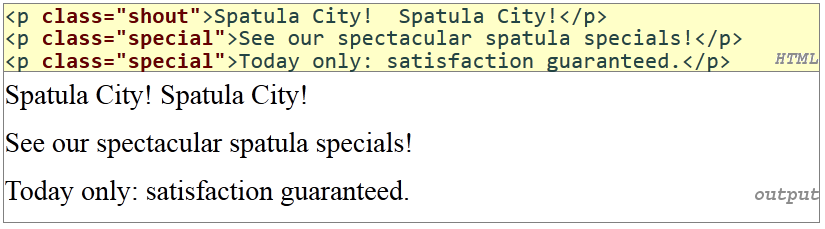 <p class="shout">Spatula City!  Spatula City!</p>
<p class="special">See our spectacular spatula specials!</p>
<p class="special">Today only: satisfaction guaranteed.</p>
HTML
Spatula City! Spatula City!
See our spectacular spatula specials!
Today only: satisfaction guaranteed.
output